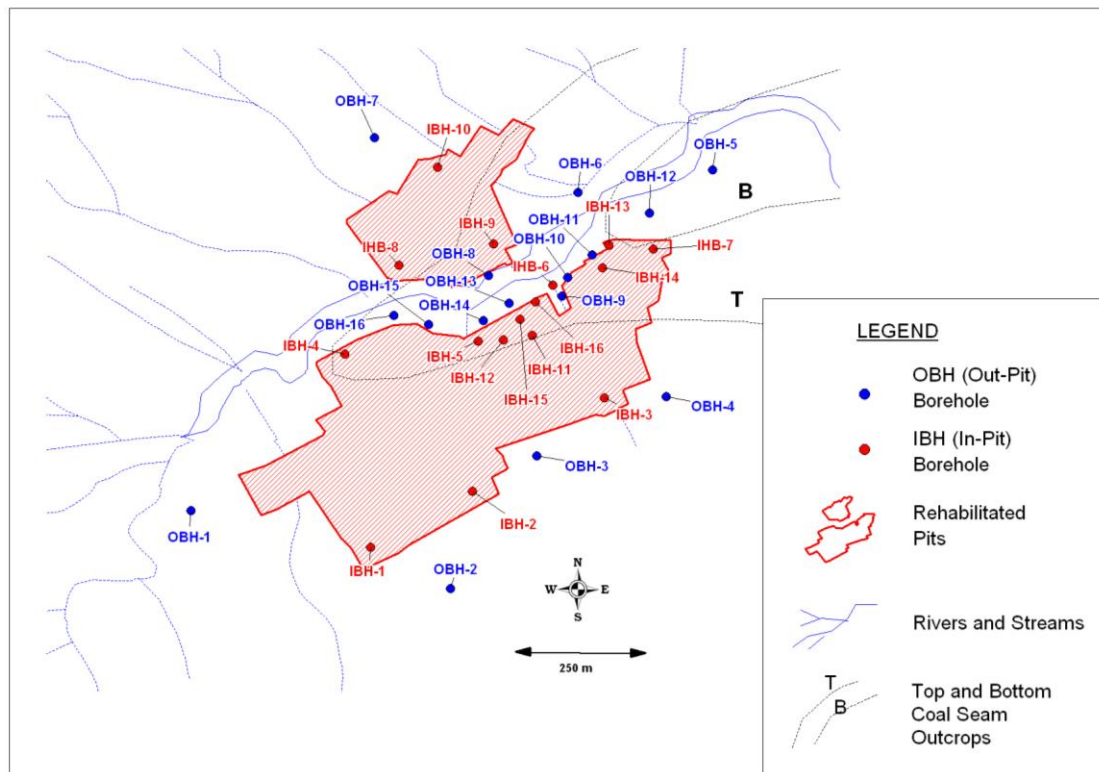 OBH-7
IBH-10
OBH-5
OBH-6
OBH-12
B
IBH-13
OBH-11
IBH-9
OBH-10
OBH-8
IHB-8
IHB-7
IHB-6
IBH-14
OBH-13
OBH-15
OBH-14
OBH-9
T
OBH-16
IBH-4
IBH-5
IBH-16
IBH-12
IBH-11
IBH-15
IBH-3
OBH-4
OBH-3
IBH-2
OBH-1
IBH-1
OBH-2
N
W E
S
250 m
LEGEND
OBH (Out-Pit)
Borehole
IBH (In-Pit)
Borehole
Rehabilitated
Pits
Rivers and Streams
T
B
Top and Bottom
Coal Seam
Outcrops